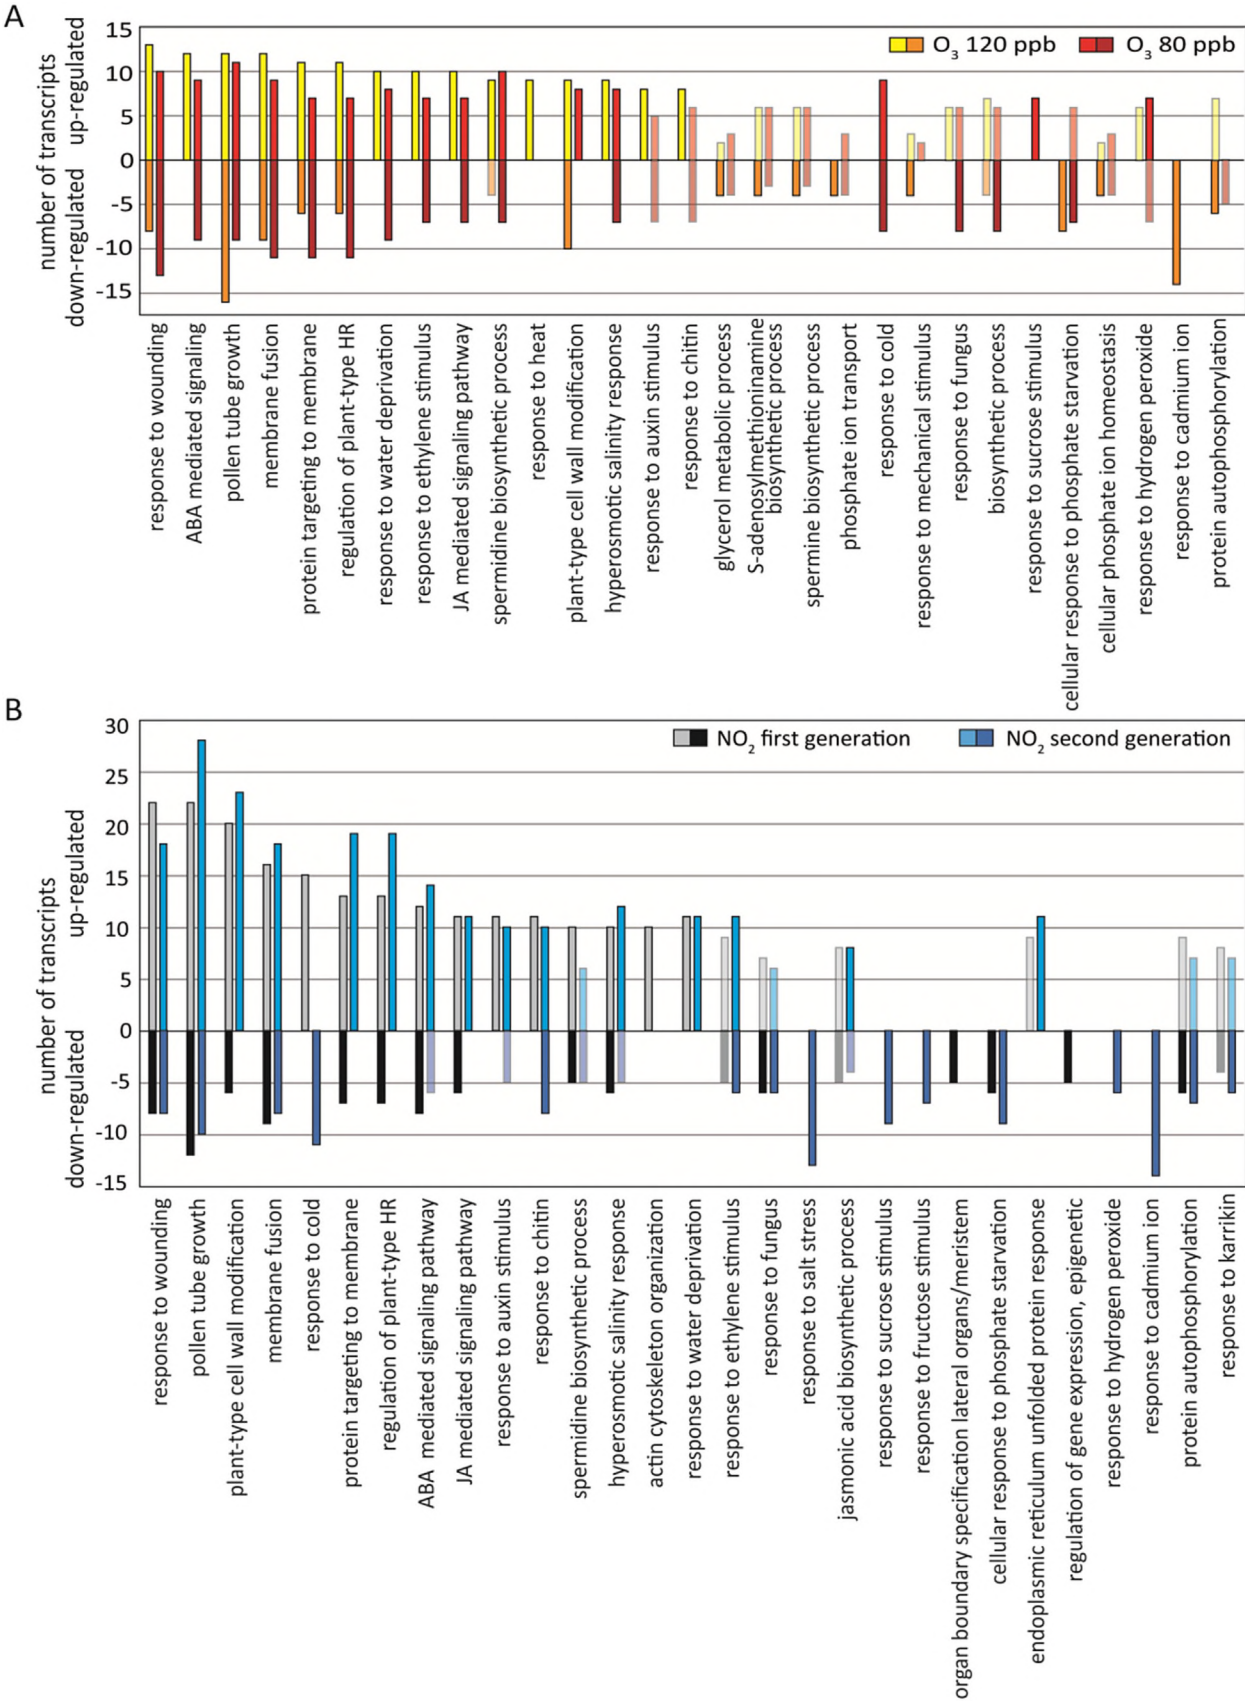 A
number of transcripts
down-regulated up-regulated
15
10
5
0
-5
-10
-15
O3 120 ppb
O3 80 ppb
response to wounding
ABA mediated signaling
pollen tube growth
membrane fusion
protein targeting to membrane
regulation of plant-type HR
response to water deprivation
response to ethylene stimulus
JA mediated signaling pathway
spermidine biosynthetic process
response to heat
plant-type cell wall modification
hyperosmotic salinity response
response to auxin stimulus
response to chitin
glycerol metabolic process
S-adenosylmethioninamine
biosynthetic process
spermine biosynthetic process
phosphate ion transport
response to cold
response to mechanical stimulus
response to fungus
biosynthetic process
response to sucrose stimulus
cellular response to phosphate starvation
cellular phosphate ion homeostasis
response to hydrogen peroxide
response to cadmium ion
protein autophosphorylation
B
number of transcripts
down-regulated up-regulated
30
25
20
15
10
5
0
-5
-10
-15
NO2 first generation
NO2 second generation
response to wounding
pollen tube growth
plant-type cell wall modification
membrane fusion
response to cold
protein targeting to membrane
regulation of plant-type HR
ABA mediated signaling pathway
JA mediated signaling pathway
response to auxin stimulus
response to chitin
spermidine biosynthetic process
hyperosmotic salinity response
actin cytoskeleton organization
response to water deprivation
response to ethylene stimulus
response to fungus
response to salt stress
jasmonic acid biosynthetic process
response to sucrose stimulus
response to fructose stimulus
organ boundary specification lateral organs/meristem
cellular response to phosphate starvation
endoplasmic reticulum unfolded protein response
regulation of gene expression, epigenetic
response to hydrogen peroxide
response to cadmium ion
protein autophosphorylation
response to karrikin